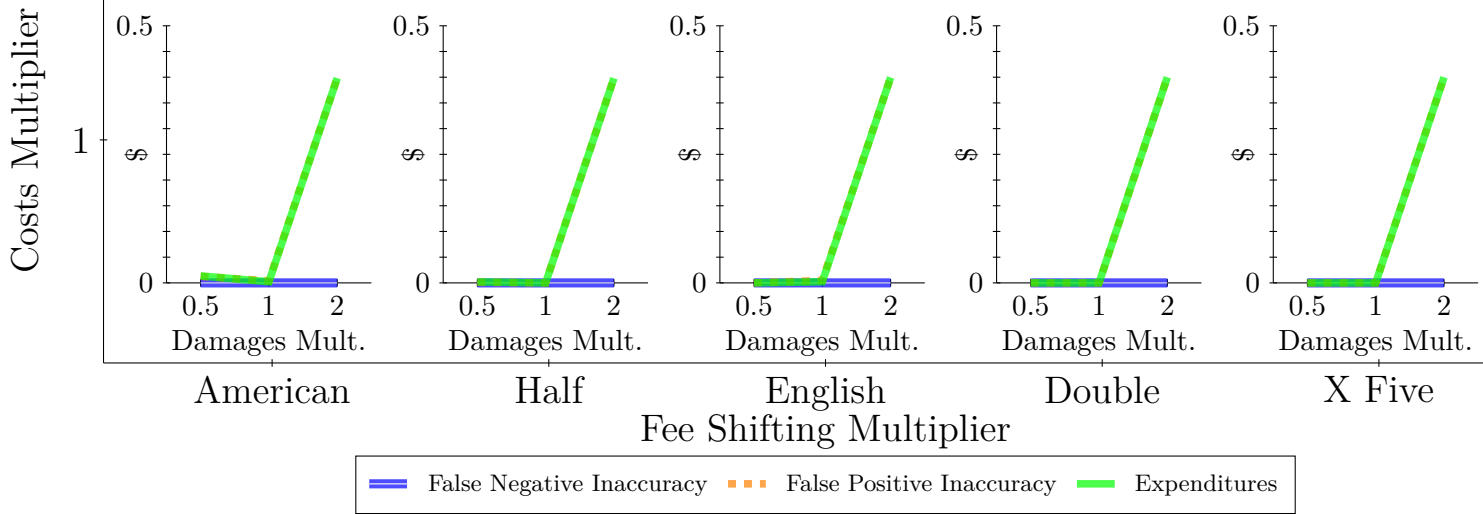 Costs Multiplier
1
0.5 0.5 0.5 0.5 0.5
$ $ $ $ $
0 0 0 0 0
0.5 1 2 0.5 1 2 0.5 1 2 0.5 1 2 0.5 1 2
Damages Mult. Damages Mult. Damages Mult. Damages Mult. Damages Mult.
American Half English Double X Five
Fee Shifting Multiplier
False Negative Inaccuracy False Positive Inaccuracy Expenditures